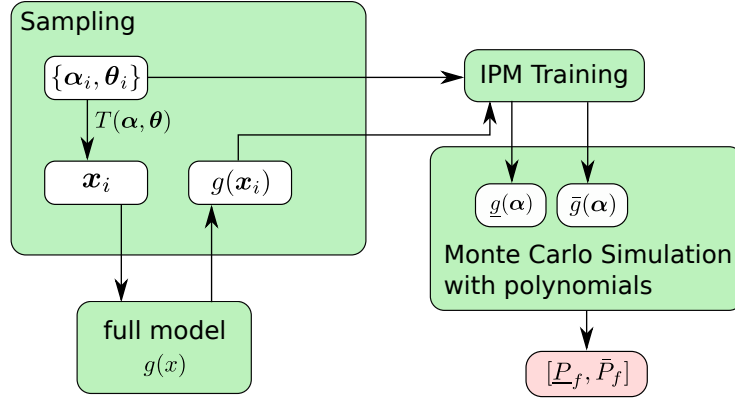 Sampling
{α_i, θ_i}
T(α, θ)
x_i
g(x_i)
full model
g(x)
IPM Training
g̲(α)
ḡ(α)
Monte Carlo Simulation
with polynomials
[P̲_f, P̄_f]